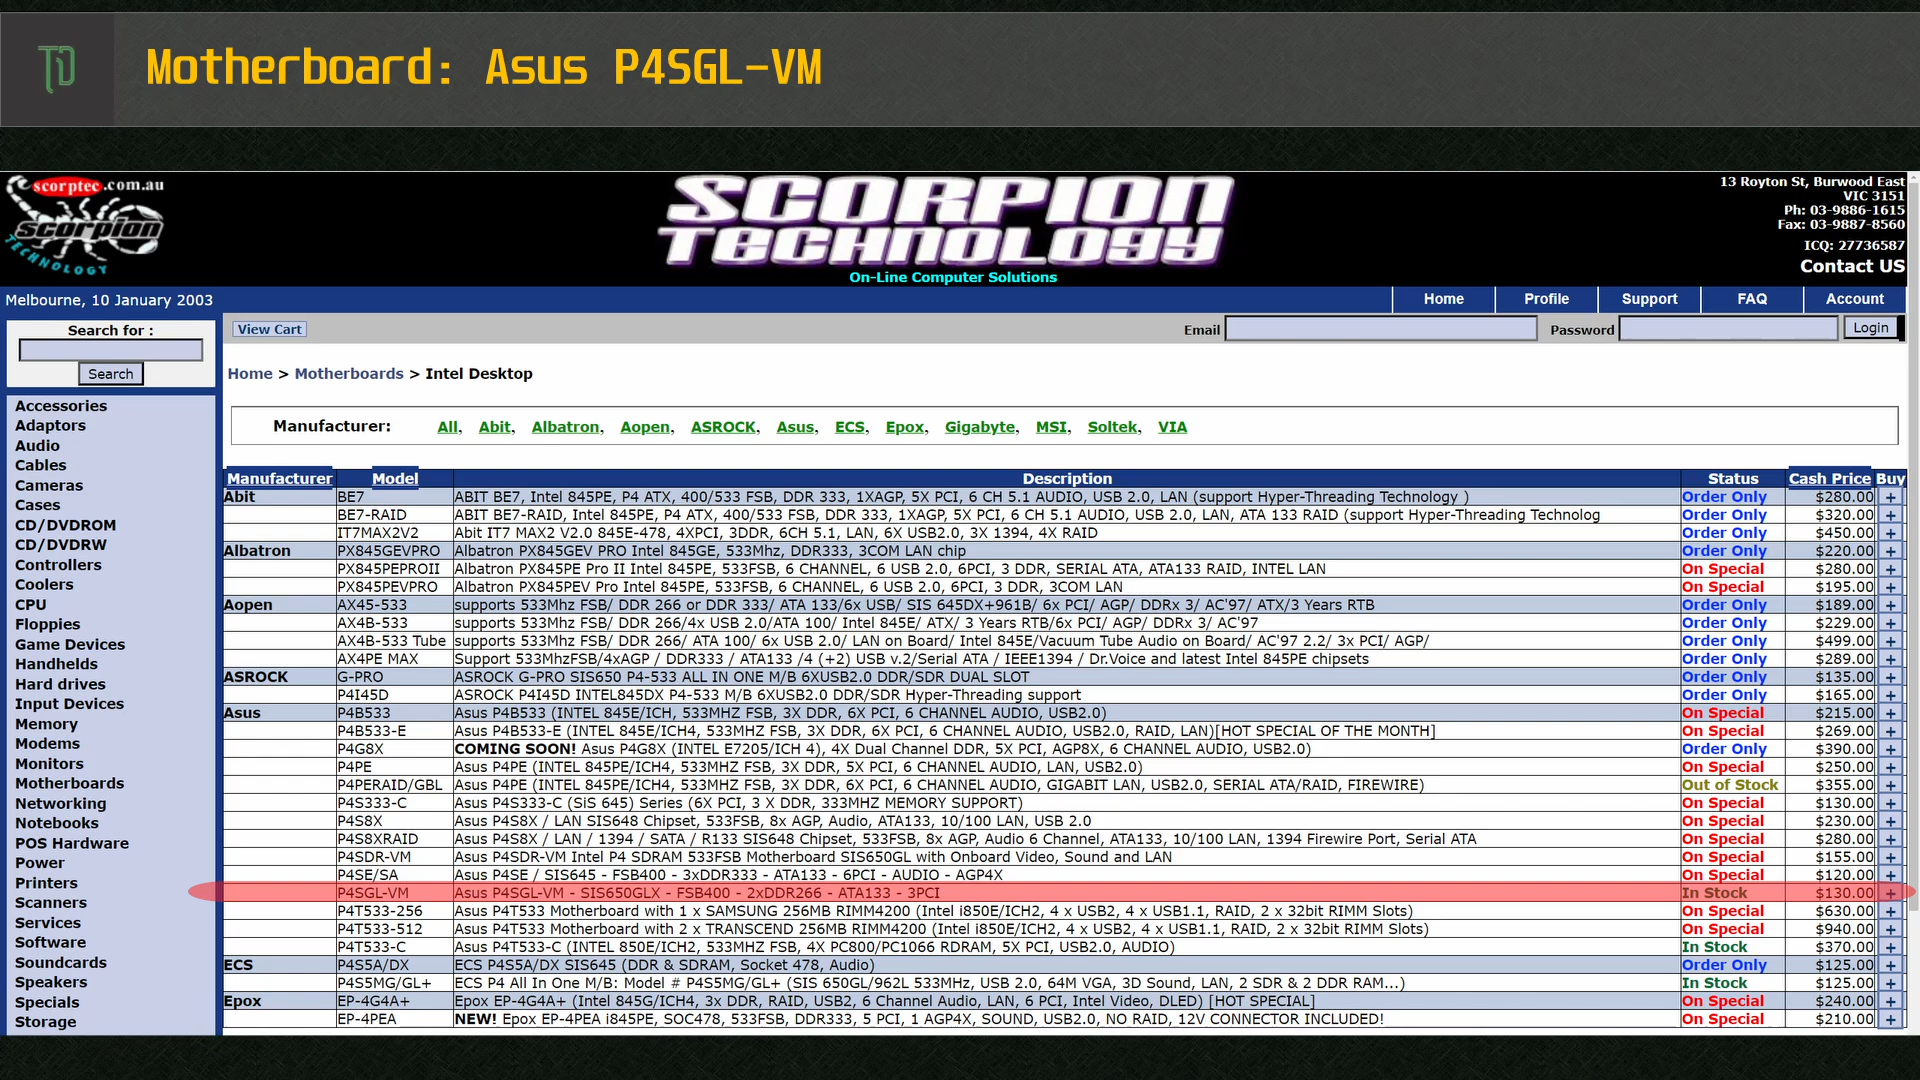 TD
Motherboard: Asus P4SGL-VM
scorptec.com.au
scorpion
TECHNOLOGY
SCORPION
TECHNOLOGY
On-Line Computer Solutions
13 Royton St, Burwood East
VIC 3151
Ph: 03-9886-1615
Fax: 03-9887-8560
ICQ: 27736587
Contact US
Melbourne, 10 January 2003
Home Profile Support FAQ Account
Search for :
Search
View Cart Email Password Login
Home > Motherboards > Intel Desktop
Manufacturer: All, Abit, Albatron, Aopen, ASROCK, Asus, ECS, Epox, Gigabyte, MSI, Soltek, VIA
Accessories
Adaptors
Audio
Cables
Cameras
Cases
CD/DVDROM
CD/DVDRW
Controllers
Coolers
CPU
Floppies
Game Devices
Handhelds
Hard drives
Input Devices
Memory
Modems
Monitors
Motherboards
Networking
Notebooks
POS Hardware
Power
Printers
Scanners
Services
Software
Soundcards
Speakers
Specials
Storage
Manufacturer Model Description Status Cash Price Buy
Abit BE7 ABIT BE7, Intel 845PE, P4 ATX, 400/533 FSB, DDR 333, 1XAGP, 5X PCI, 6 CH 5.1 AUDIO, USB 2.0, LAN (support Hyper-Threading Technology ) Order Only $280.00 +
BE7-RAID ABIT BE7-RAID, Intel 845PE, P4 ATX, 400/533 FSB, DDR 333, 1XAGP, 5X PCI, 6 CH 5.1 AUDIO, USB 2.0, LAN, ATA 133 RAID (support Hyper-Threading Technolog Order Only $320.00 +
IT7MAX2V2 Abit IT7 MAX2 V2.0 845E-478, 4XPCI, 3DDR, 6CH 5.1, LAN, 6X USB2.0, 3X 1394, 4X RAID Order Only $450.00 +
Albatron PX845GEVPRO Albatron PX845GEV PRO Intel 845GE, 533Mhz, DDR333, 3COM LAN chip Order Only $220.00 +
PX845PEPROII Albatron PX845PE Pro II Intel 845PE, 533FSB, 6 CHANNEL, 6 USB 2.0, 6PCI, 3 DDR, SERIAL ATA, ATA133 RAID, INTEL LAN On Special $280.00 +
PX845PEVPRO Albatron PX845PEV Pro Intel 845PE, 533FSB, 6 CHANNEL, 6 USB 2.0, 6PCI, 3 DDR, 3COM LAN On Special $195.00 +
Aopen AX45-533 supports 533Mhz FSB/ DDR 266 or DDR 333/ ATA 133/6x USB/ SIS 645DX+961B/ 6x PCI/ AGP/ DDRx 3/ AC'97/ ATX/3 Years RTB Order Only $189.00 +
AX4B-533 supports 533Mhz FSB/ DDR 266/4x USB 2.0/ATA 100/ Intel 845E/ ATX/ 3 Years RTB/6x PCI/ AGP/ DDRx 3/ AC'97 Order Only $229.00 +
AX4B-533 Tube supports 533Mhz FSB/ DDR 266/ ATA 100/ 6x USB 2.0/ LAN on Board/ Intel 845E/Vacuum Tube Audio on Board/ AC'97 2.2/ 3x PCI/ AGP/ Order Only $499.00 +
AX4PE MAX Support 533MhzFSB/4xAGP / DDR333 / ATA133 /4 (+2) USB v.2/Serial ATA / IEEE1394 / Dr.Voice and latest Intel 845PE chipsets Order Only $289.00 +
ASROCK G-PRO ASROCK G-PRO SIS650 P4-533 ALL IN ONE M/B 6XUSB2.0 DDR/SDR DUAL SLOT Order Only $135.00 +
P4I45D ASROCK P4I45D INTEL845DX P4-533 M/B 6XUSB2.0 DDR/SDR Hyper-Threading support Order Only $165.00 +
Asus P4B533 Asus P4B533 (INTEL 845E/ICH, 533MHZ FSB, 3X DDR, 6X PCI, 6 CHANNEL AUDIO, USB2.0) On Special $215.00 +
P4B533-E Asus P4B533-E (INTEL 845E/ICH4, 533MHZ FSB, 3X DDR, 6X PCI, 6 CHANNEL AUDIO, USB2.0, RAID, LAN)[HOT SPECIAL OF THE MONTH] On Special $269.00 +
P4G8X COMING SOON! Asus P4G8X (INTEL E7205/ICH 4), 4X Dual Channel DDR, 5X PCI, AGP8X, 6 CHANNEL AUDIO, USB2.0) Order Only $390.00 +
P4PE Asus P4PE (INTEL 845PE/ICH4, 533MHZ FSB, 3X DDR, 5X PCI, 6 CHANNEL AUDIO, LAN, USB2.0) On Special $250.00 +
P4PERAID/GBL Asus P4PE (INTEL 845PE/ICH4, 533MHZ FSB, 3X DDR, 6X PCI, 6 CHANNEL AUDIO, GIGABIT LAN, USB2.0, SERIAL ATA/RAID, FIREWIRE) Out of Stock $355.00 +
P4S333-C Asus P4S333-C (SiS 645) Series (6X PCI, 3 X DDR, 333MHZ MEMORY SUPPORT) On Special $130.00 +
P4S8X Asus P4S8X / LAN SIS648 Chipset, 533FSB, 8x AGP, Audio, ATA133, 10/100 LAN, USB 2.0 On Special $230.00 +
P4S8XRAID Asus P4S8X / LAN / 1394 / SATA / R133 SIS648 Chipset, 533FSB, 8x AGP, Audio 6 Channel, ATA133, 10/100 LAN, 1394 Firewire Port, Serial ATA On Special $280.00 +
P4SDR-VM Asus P4SDR-VM Intel P4 SDRAM 533FSB Motherboard SIS650GL with Onboard Video, Sound and LAN On Special $155.00 +
P4SE/SA Asus P4SE / SIS645 - FSB400 - 3xDDR333 - ATA133 - 6PCI - AUDIO - AGP4X On Special $120.00 +
P4SGL-VM Asus P4SGL-VM - SIS650GLX - FSB400 - 2xDDR266 - ATA133 - 3PCI In Stock $130.00 +
P4T533-256 Asus P4T533 Motherboard with 1 x SAMSUNG 256MB RIMM4200 (Intel i850E/ICH2, 4 x USB2, 4 x USB1.1, RAID, 2 x 32bit RIMM Slots) On Special $630.00 +
P4T533-512 Asus P4T533 Motherboard with 2 x TRANSCEND 256MB RIMM4200 (Intel i850E/ICH2, 4 x USB2, 4 x USB1.1, RAID, 2 x 32bit RIMM Slots) On Special $940.00 +
P4T533-C Asus P4T533-C (INTEL 850E/ICH2, 533MHZ FSB, 4X PC800/PC1066 RDRAM, 5X PCI, USB2.0, AUDIO) In Stock $370.00 +
ECS P4S5A/DX ECS P4S5A/DX SIS645 (DDR & SDRAM, Socket 478, Audio) Order Only $125.00 +
P4S5MG/GL+ ECS P4 All In One M/B: Model # P4S5MG/GL+ (SIS 650GL/962L 533MHz, USB 2.0, 64M VGA, 3D Sound, LAN, 2 SDR & 2 DDR RAM...) In Stock $125.00 +
Epox EP-4G4A+ Epox EP-4G4A+ (Intel 845G/ICH4, 3x DDR, RAID, USB2, 6 Channel Audio, LAN, 6 PCI, Intel Video, DLED) [HOT SPECIAL] On Special $240.00 +
EP-4PEA NEW! Epox EP-4PEA i845PE, SOC478, 533FSB, DDR333, 5 PCI, 1 AGP4X, SOUND, USB2.0, NO RAID, 12V CONNECTOR INCLUDED! On Special $210.00 +